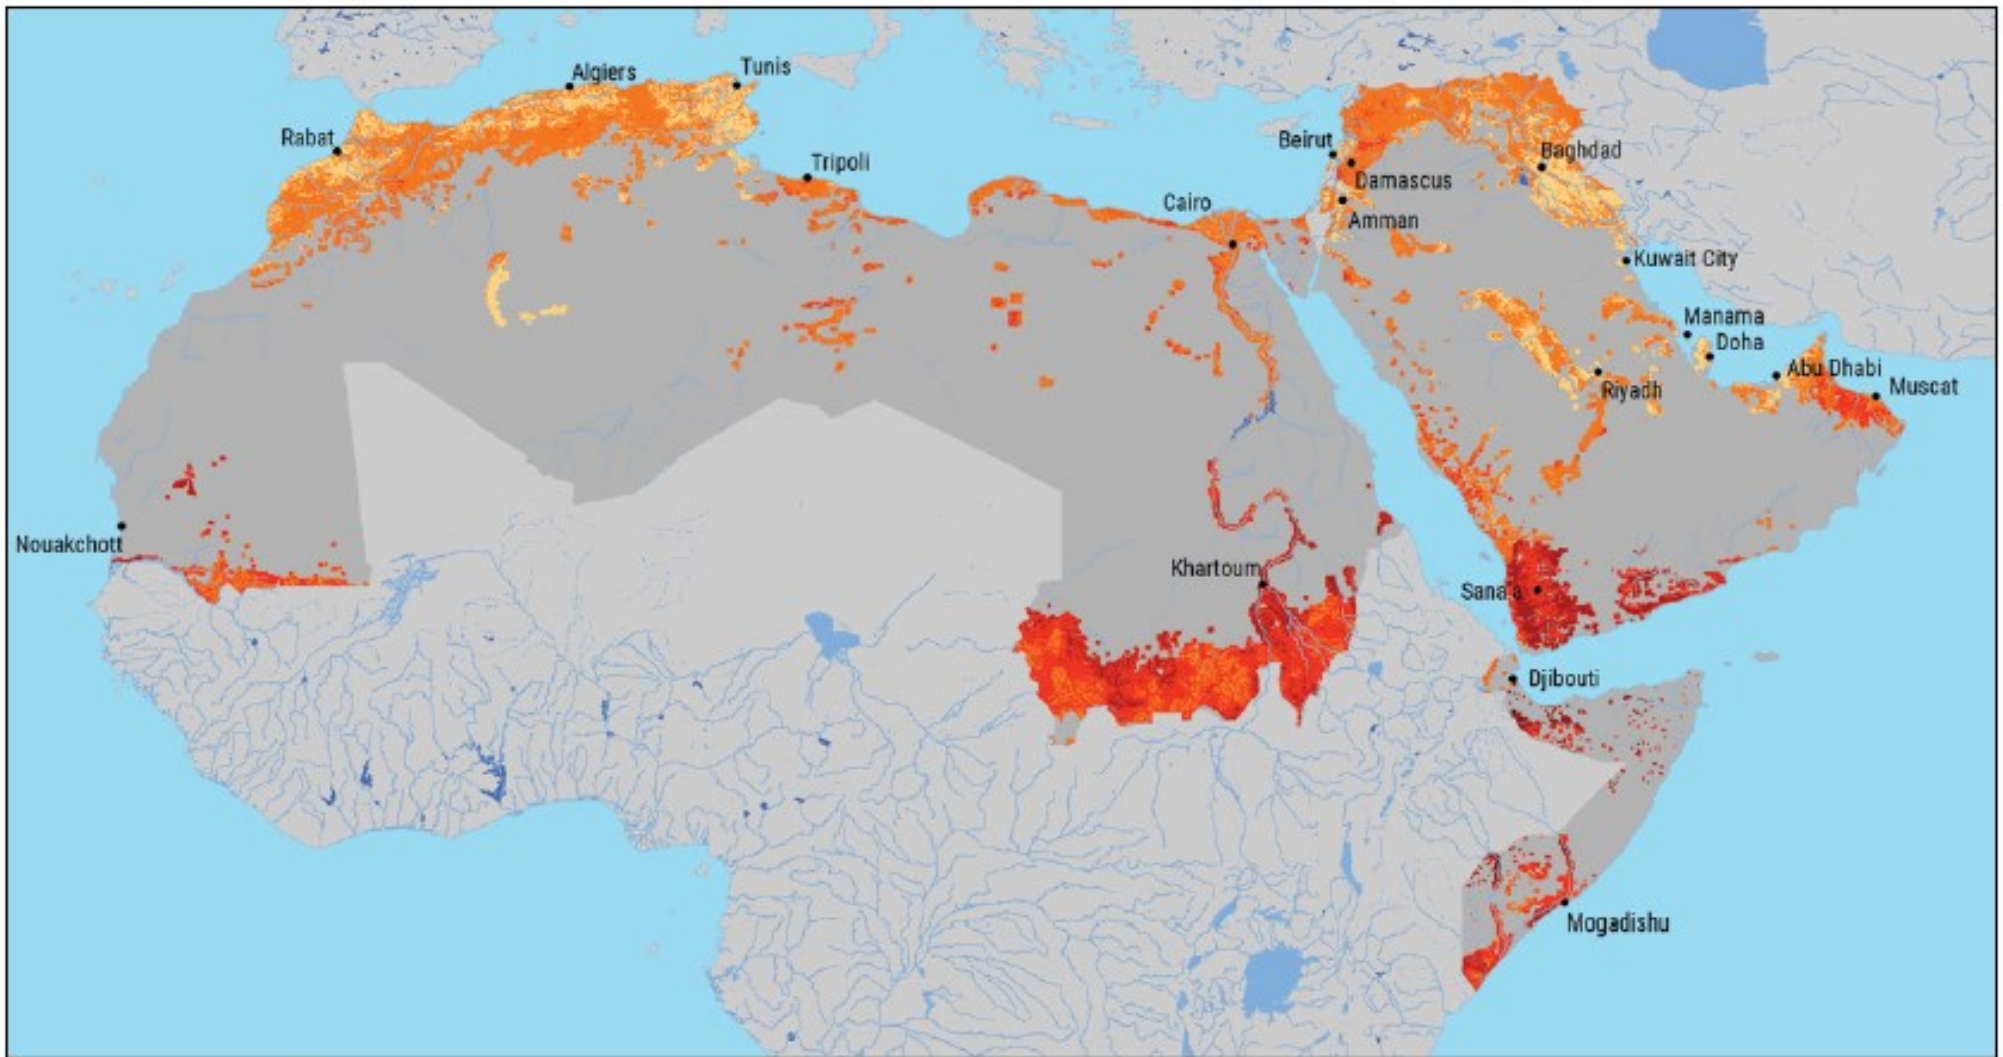 Algiers
Tunis
Rabat
Tripoli
Beirut
Baghdad
Damascus
Cairo
Amman
Kuwait City
Manama
Doha
Abu Dhabi
Muscat
Riyadh
Nouakchott
Khartoum
Sana'a
Djibouti
Mogadishu